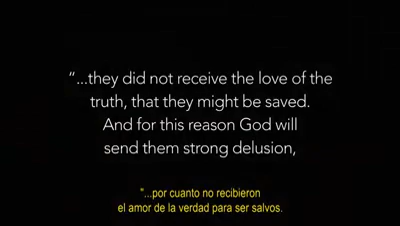 “...they did not receive the love of the
truth, that they might be saved.
And for this reason God will
send them strong delusion,
"...por cuanto no recibieron
el amor de la verdad para ser salvos.